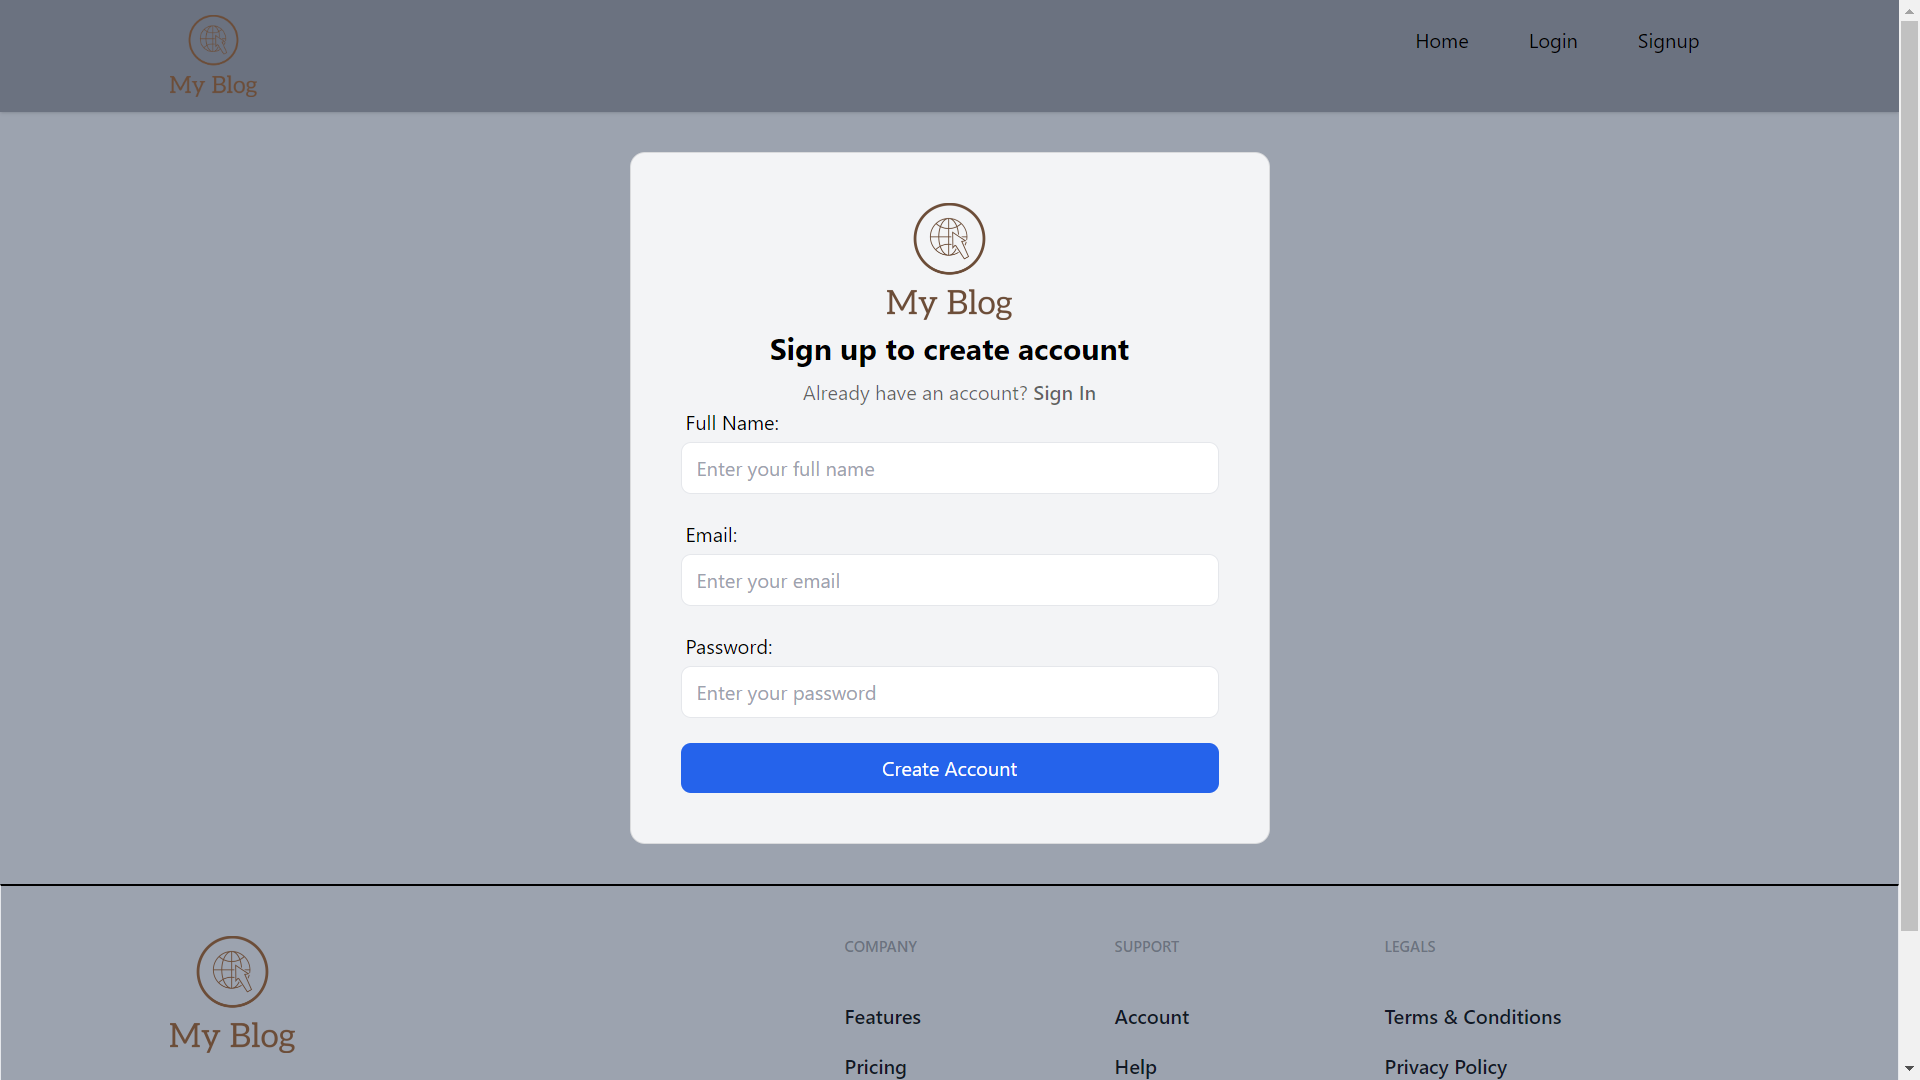 My Blog
Home Login Signup
My Blog
Sign up to create account
Already have an account? Sign In
Full Name:
Enter your full name
Email:
Enter your email
Password:
Enter your password
Create Account
My Blog
COMPANY
Features
Pricing
SUPPORT
Account
Help
LEGALS
Terms & Conditions
Privacy Policy